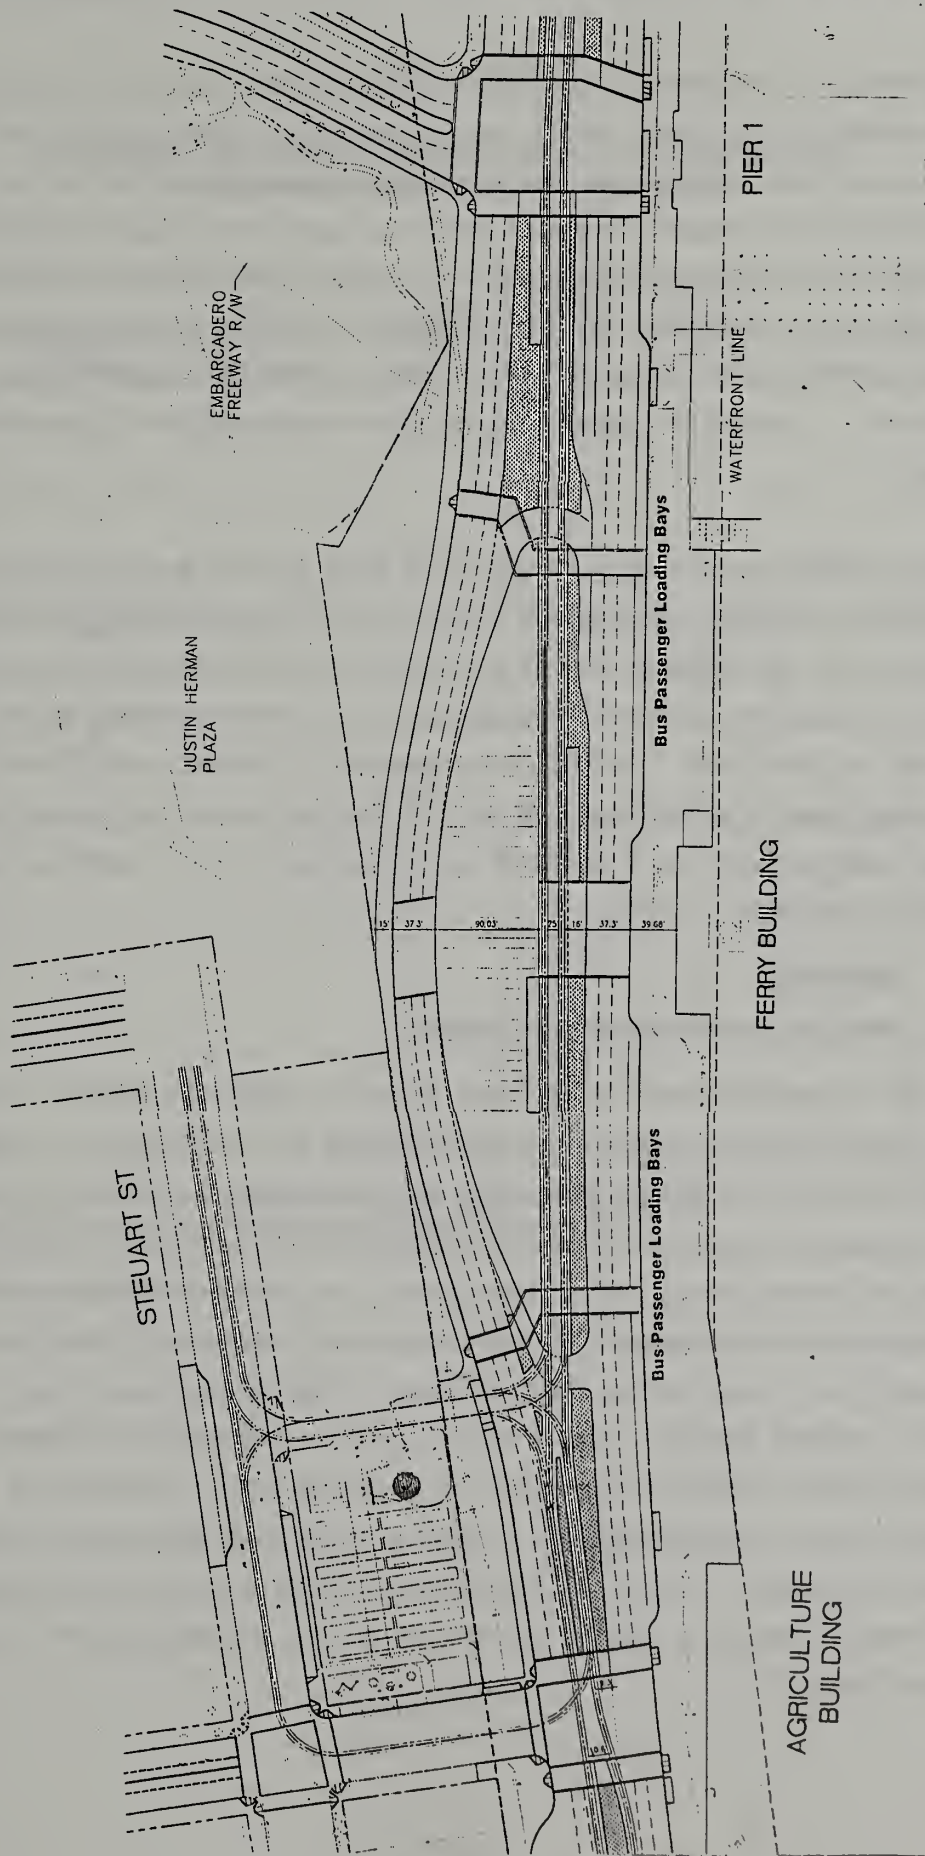 EMBARCADERO
FREEWAY R/W
PIER 1
WATERFRONT LINE
JUSTIN HERMAN
PLAZA
Bus Passenger Loading Bays
15'
37.3'
90.03'
25'
16'
37.3'
39.68'
FERRY BUILDING
STEUART ST
Bus Passenger Loading Bays
AGRICULTURE
BUILDING